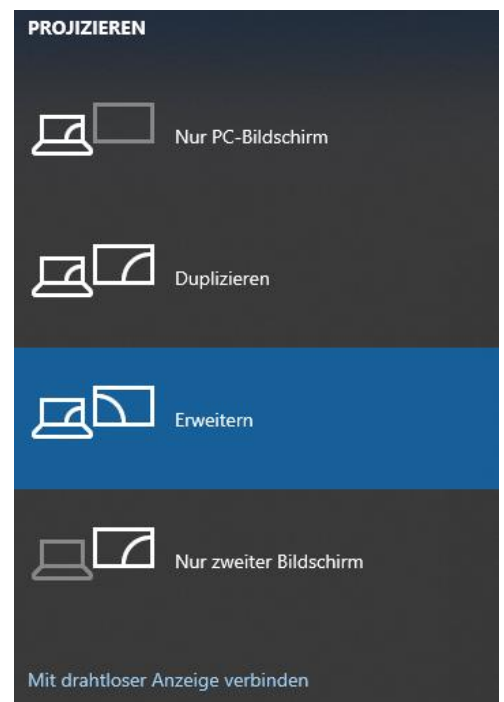 PROJIZIEREN
Nur PC-Bildschirm
Duplizieren
Erweitern
Nur zweiter Bildschirm
Mit drahtloser Anzeige verbinden